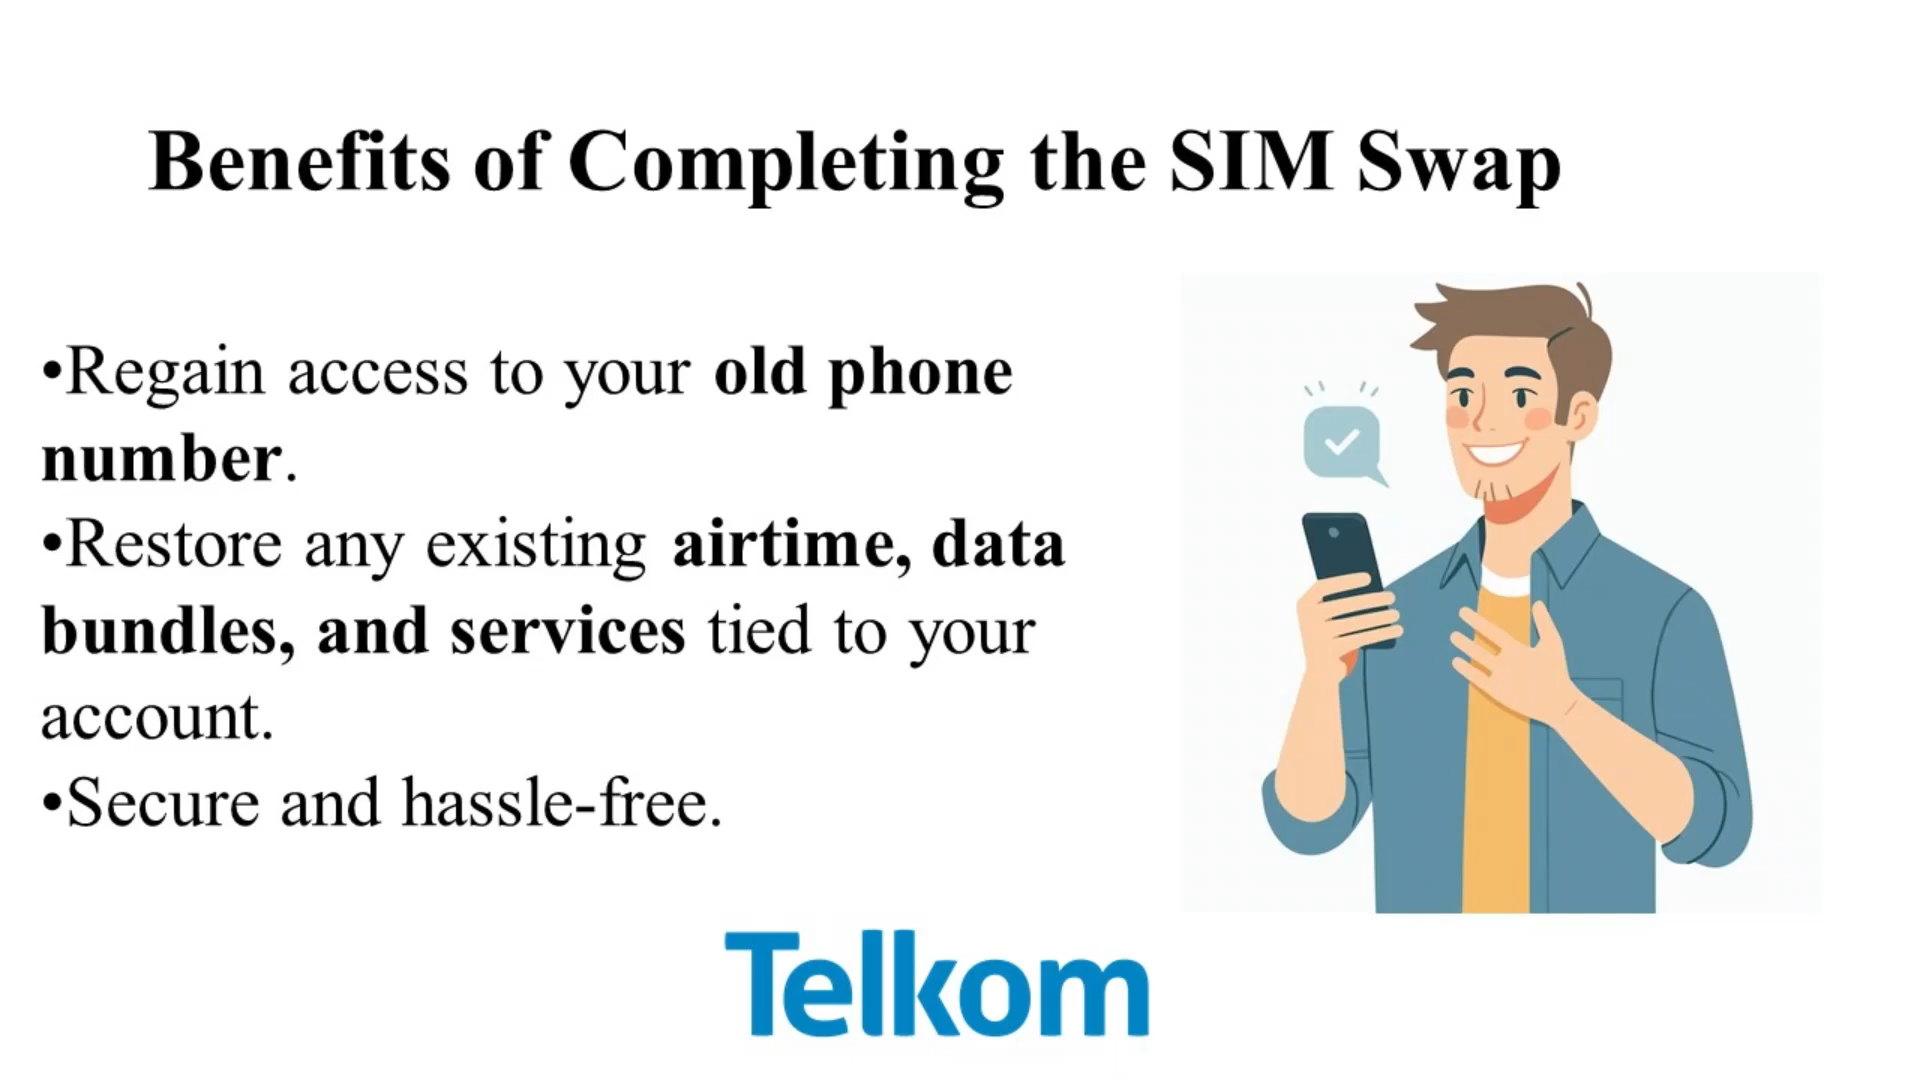 Benefits of Completing the SIM Swap
•Regain access to your old phone
number.
•Restore any existing airtime, data
bundles, and services tied to your
account.
•Secure and hassle-free.
Telkom